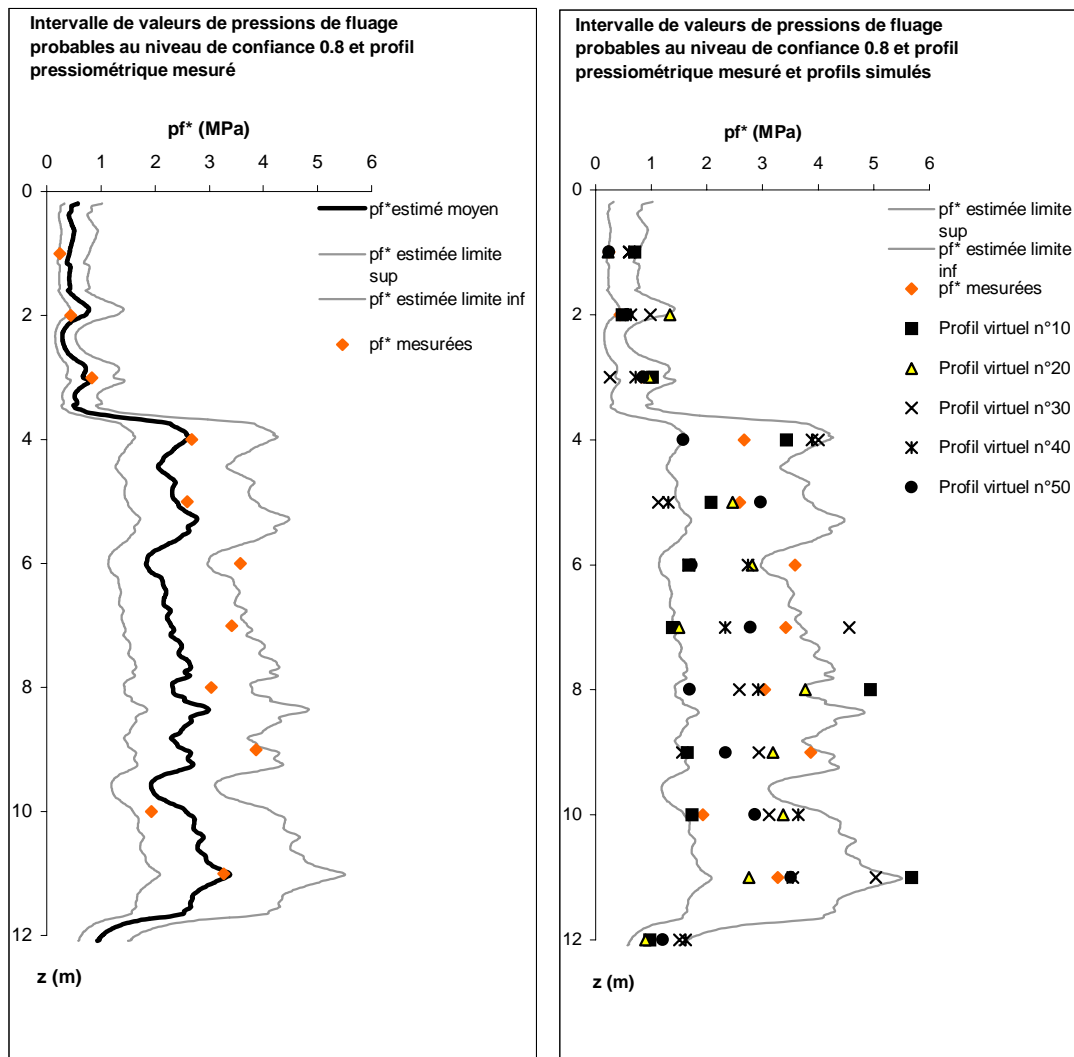 Intervalle de valeurs de pressions de fluage
probables au niveau de confiance 0.8 et profil
pressiométrique mesuré
pf* (MPa)
0 1 2 3 4 5 6
0
2
4
6
8
10
12
pf*estimé moyen
pf* estimée limite
sup
pf* estimée limite inf
pf* mesurées
z (m)
Intervalle de valeurs de pressions de fluage
probables au niveau de confiance 0.8 et profil
pressiométrique mesuré et profils simulés
pf* (MPa)
0 1 2 3 4 5 6
0
2
4
6
8
10
12
pf* estimée limite
sup
pf* estimée limite
inf
pf* mesurées
Profil virtuel n°10
Profil virtuel n°20
Profil virtuel n°30
Profil virtuel n°40
Profil virtuel n°50
z (m)